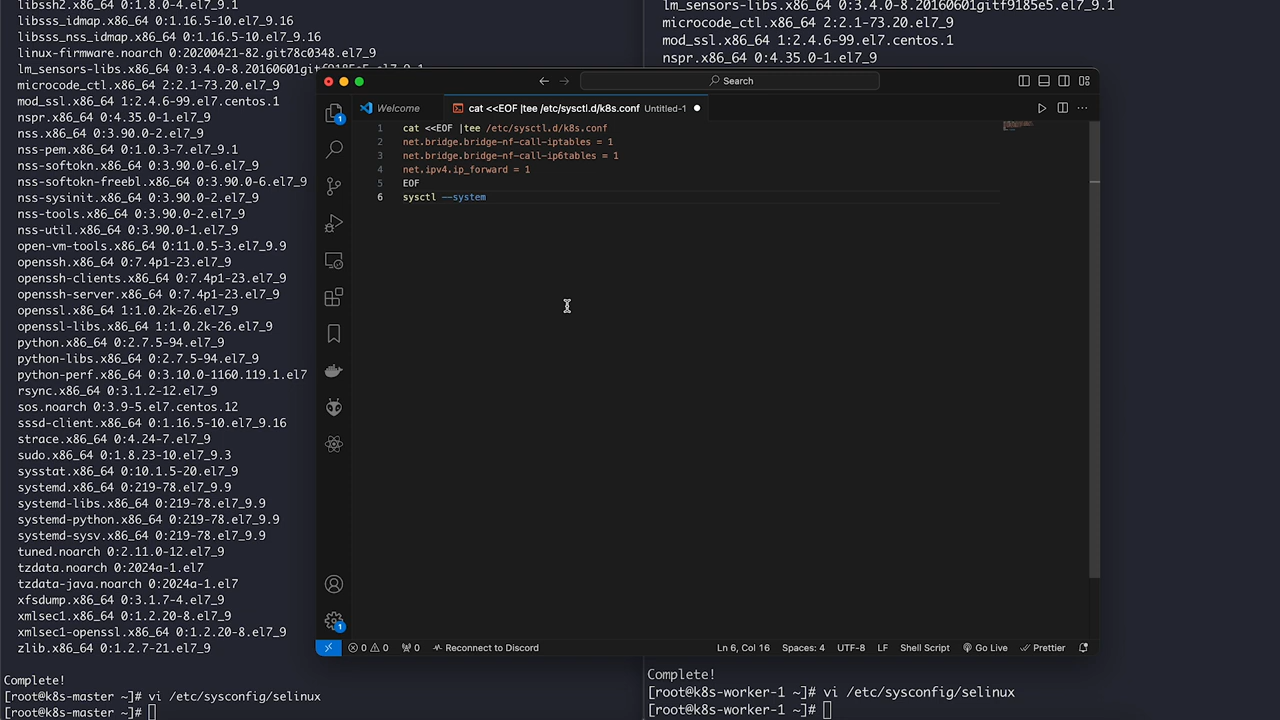 libssh2.x86_64 0:1.8.0-4.el7_9.1
libsss_idmap.x86_64 0:1.16.5-10.el7_9.16
libsss_nss_idmap.x86_64 0:1.16.5-10.el7_9.16
linux-firmware.noarch 0:20200421-82.git78c0348.el7_9
lm_sensors-libs.x86_64 0:3.4.0-8.20160601gitf9185e5.el7_9.1
microcode_ctl.x86_64 2:2.1-73.20.el7_9
mod_ssl.x86_64 1:2.4.6-99.el7.centos.1
nspr.x86_64 0:4.35.0-1.el7_9
nss.x86_64 0:3.90.0-2.el7_9
nss-pem.x86_64 0:1.0.3-7.el7_9.1
nss-softokn.x86_64 0:3.90.0-6.el7_9
nss-softokn-freebl.x86_64 0:3.90.0-6.el7_9
nss-sysinit.x86_64 0:3.90.0-2.el7_9
nss-tools.x86_64 0:3.90.0-2.el7_9
nss-util.x86_64 0:3.90.0-1.el7_9
open-vm-tools.x86_64 0:11.0.5-3.el7_9.9
openssh.x86_64 0:7.4p1-23.el7_9
openssh-clients.x86_64 0:7.4p1-23.el7_9
openssh-server.x86_64 0:7.4p1-23.el7_9
openssl.x86_64 1:1.0.2k-26.el7_9
openssl-libs.x86_64 1:1.0.2k-26.el7_9
python.x86_64 0:2.7.5-94.el7_9
python-libs.x86_64 0:2.7.5-94.el7_9
python-perf.x86_64 0:3.10.0-1160.119.1.el7
rsync.x86_64 0:3.1.2-12.el7_9
sos.noarch 0:3.9-5.el7.centos.12
sssd-client.x86_64 0:1.16.5-10.el7_9.16
strace.x86_64 0:4.24-7.el7_9
sudo.x86_64 0:1.8.23-10.el7_9.3
sysstat.x86_64 0:10.1.5-20.el7_9
systemd.x86_64 0:219-78.el7_9.9
systemd-libs.x86_64 0:219-78.el7_9.9
systemd-python.x86_64 0:219-78.el7_9.9
systemd-sysv.x86_64 0:219-78.el7_9.9
tuned.noarch 0:2.11.0-12.el7_9
tzdata.noarch 0:2024a-1.el7
tzdata-java.noarch 0:2024a-1.el7
xfsdump.x86_64 0:3.1.7-4.el7_9
xmlsec1.x86_64 0:1.2.20-8.el7_9
xmlsec1-openssl.x86_64 0:1.2.20-8.el7_9
zlib.x86_64 0:1.2.7-21.el7_9
Complete!
[root@k8s-master ~]# vi /etc/sysconfig/selinux
[root@k8s-master ~]#
lm_sensors-libs.x86_64 0:3.4.0-8.20160601gitf9185e5.el7_9.1
microcode_ctl.x86_64 2:2.1-73.20.el7_9
mod_ssl.x86_64 1:2.4.6-99.el7.centos.1
nspr.x86_64 0:4.35.0-1.el7_9
Search
Welcome
cat <<EOF |tee /etc/sysctl.d/k8s.conf Untitled-1
1 cat <<EOF |tee /etc/sysctl.d/k8s.conf
2 net.bridge.bridge-nf-call-iptables = 1
3 net.bridge.bridge-nf-call-ip6tables = 1
4 net.ipv4.ip_forward = 1
5 EOF
6 sysctl --system
1
1
0 0 0 Reconnect to Discord Ln 6, Col 16 Spaces: 4 UTF-8 LF Shell Script Go Live Prettier
Complete!
[root@k8s-worker-1 ~]# vi /etc/sysconfig/selinux
[root@k8s-worker-1 ~]#